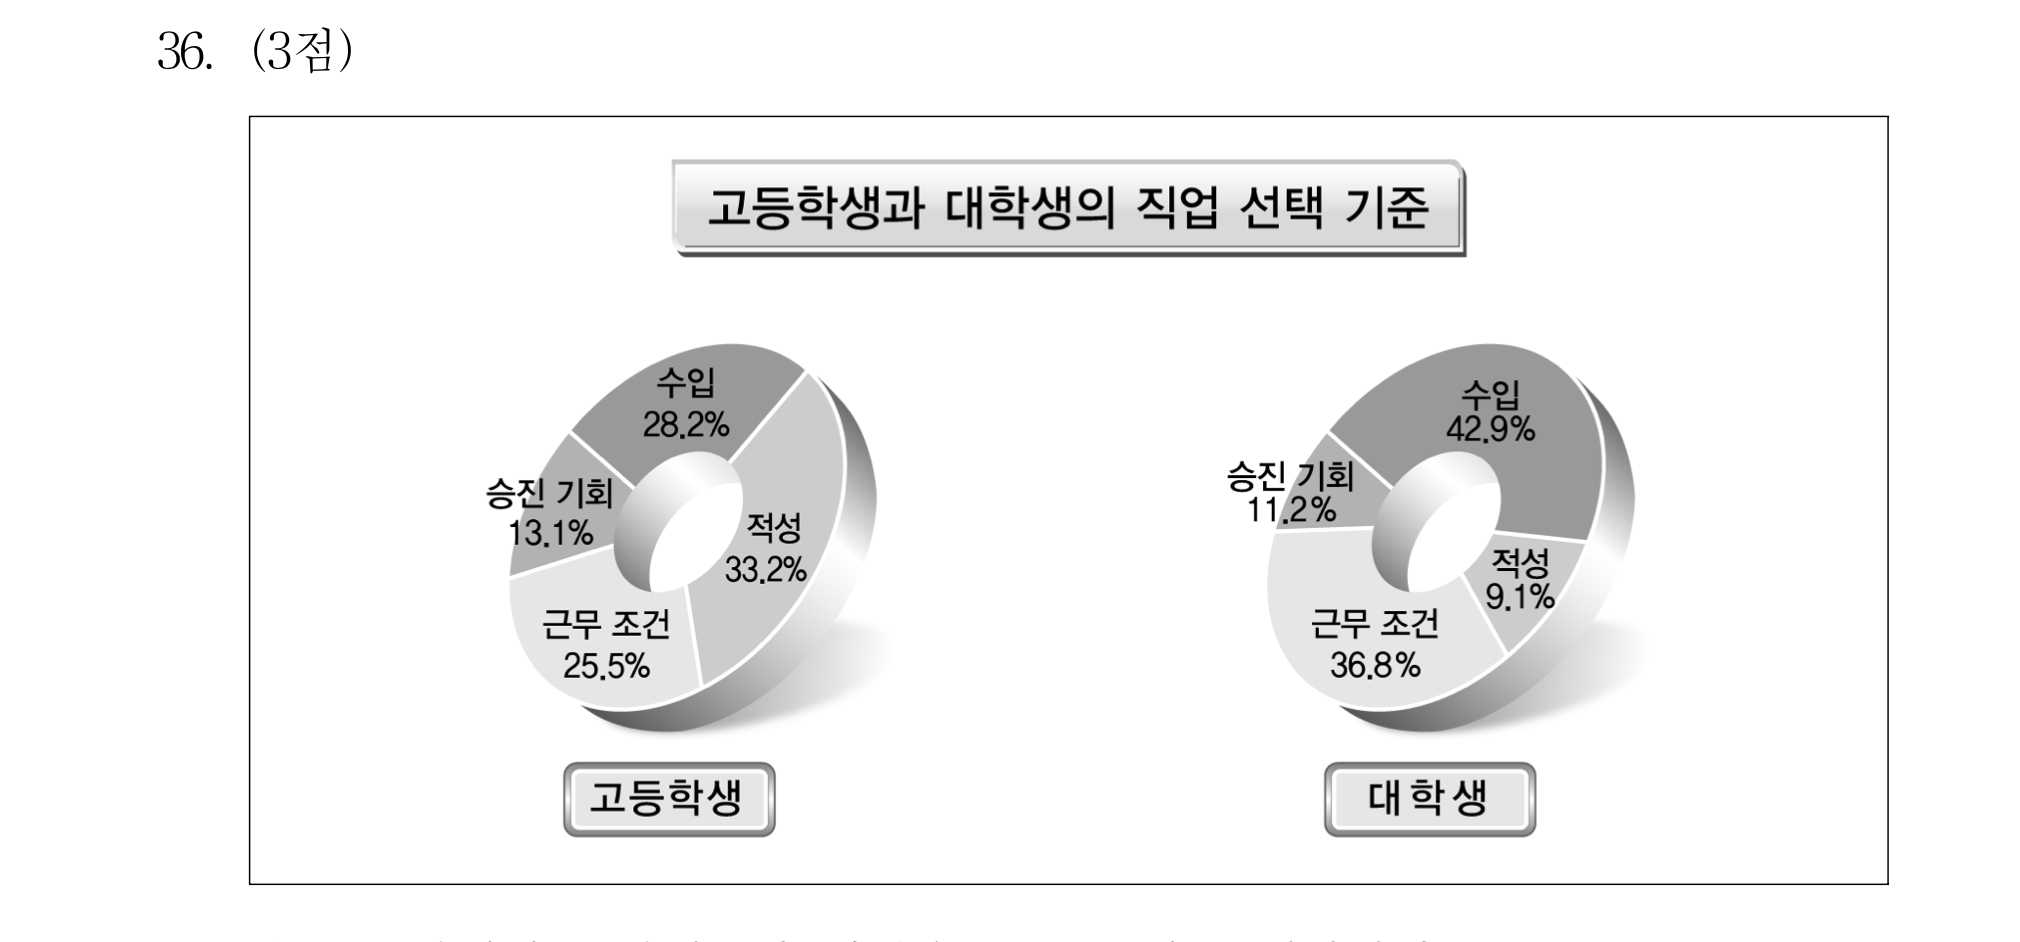 36. (3점)
고등학생과 대학생의 직업 선택 기준
수입
28.2%
승진 기회
13.1%
적성
33.2%
근무 조건
25.5%
고등학생
수입
42.9%
승진 기회
11.2%
적성
9.1%
근무 조건
36.8%
대학생